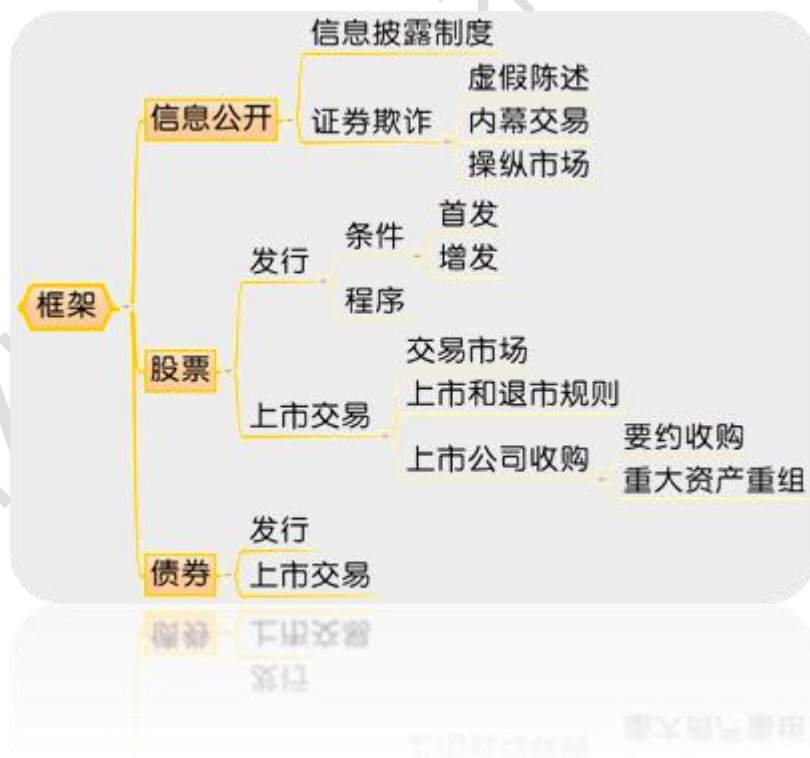 框架
信息公开
信息披露制度
证券欺诈
虚假陈述
内幕交易
操纵市场
股票
发行
条件
首发
增发
程序
上市交易
交易市场
上市和退市规则
上市公司收购
要约收购
重大资产重组
债券
发行
上市交易